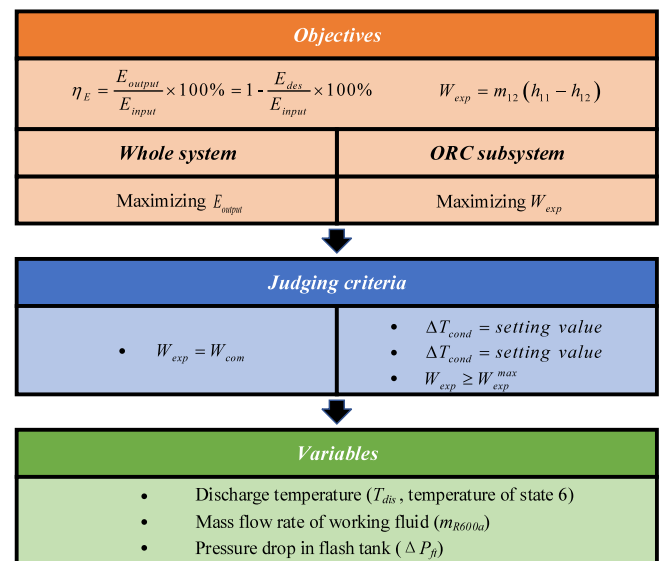 Objectives
η_E = E_output / E_input × 100% = 1 - E_des / E_input × 100%
W_exp = m_12 (h_11 − h_12)
Whole system
ORC subsystem
Maximizing E_output
Maximizing W_exp
Judging criteria
• W_exp = W_com
• ΔT_cond = setting value
• ΔT_cond = setting value
• W_exp ≥ W_exp^max
Variables
• Discharge temperature (T_dis, temperature of state 6)
• Mass flow rate of working fluid (m_R600a)
• Pressure drop in flash tank (ΔP_ft)